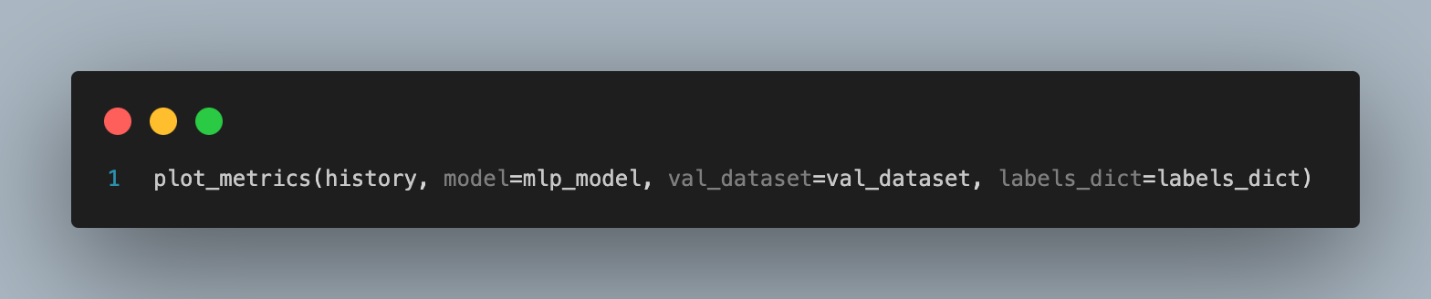 1 plot_metrics(history, model=mlp_model, val_dataset=val_dataset, labels_dict=labels_dict)